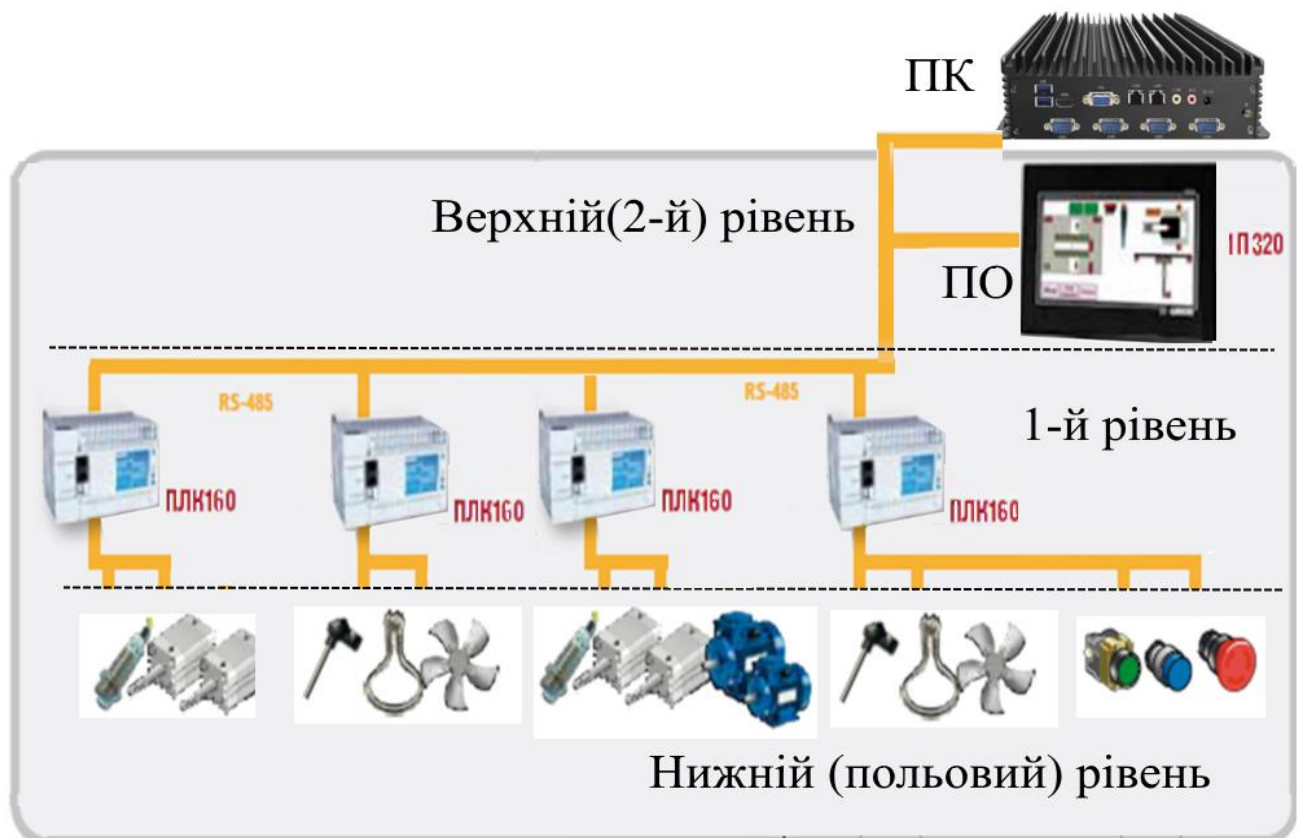 ПК
Верхній(2-й) рівень
ІП320
ПО
RS-485
RS-485
1-й рівень
ПЛК160
ПЛК160
ПЛК160
ПЛК160
Нижній (польовий) рівень